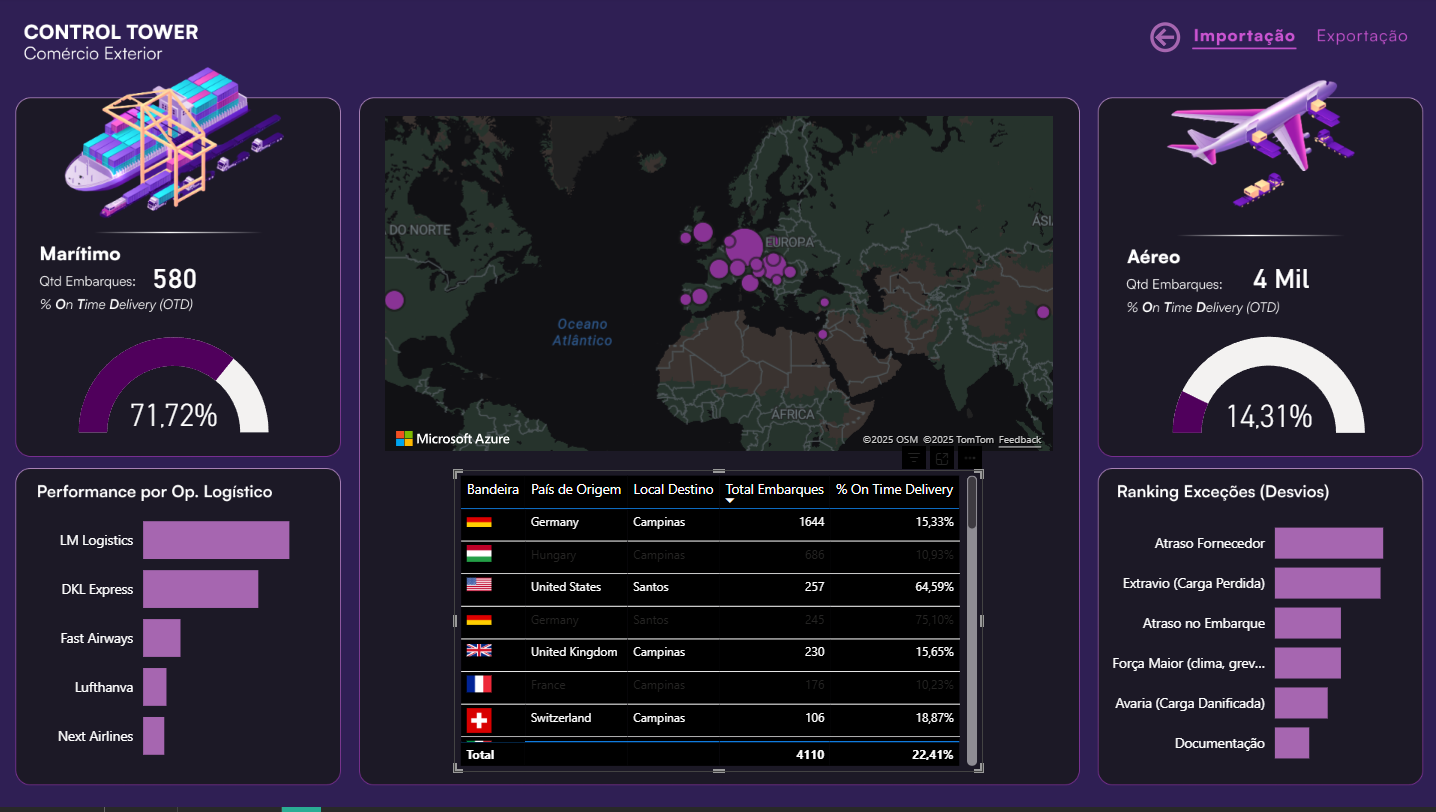 CONTROL TOWER
Comércio Exterior
Importação Exportação
Marítimo
Qtd Embarques: 580
% On Time Delivery (OTD)
71,72%
DO NORTE
EUROPA
ÁSI
Oceano
Atlântico
ÁFRICA
Microsoft Azure
©2025 OSM ©2025 TomTom Feedback
Aéreo
Qtd Embarques: 4 Mil
% On Time Delivery (OTD)
14,31%
Performance por Op. Logístico
LM Logistics
DKL Express
Fast Airways
Lufthanva
Next Airlines
Bandeira País de Origem Local Destino Total Embarques % On Time Delivery
Germany Campinas 1644 15,33%
Hungary Campinas 686 10,93%
United States Santos 257 64,59%
Germany Santos 245 75,10%
United Kingdom Campinas 230 15,65%
France Campinas 176 10,23%
Switzerland Campinas 106 18,87%
Total 4110 22,41%
Ranking Exceções (Desvios)
Atraso Fornecedor
Extravio (Carga Perdida)
Atraso no Embarque
Força Maior (clima, grev...
Avaria (Carga Danificada)
Documentação